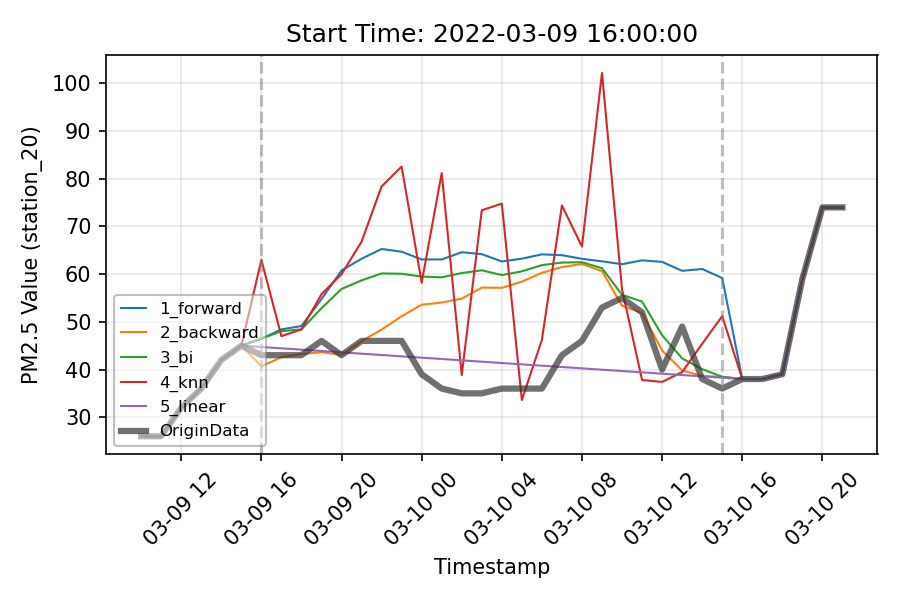 Start Time: 2022-03-09 16:00:00
PM2.5 Value (station_20)
100
90
80
70
60
50
40
30
1_forward
2_backward
3_bi
4_knn
5_linear
OriginData
03-09 12
03-09 16
03-09 20
03-10 00
03-10 04
03-10 08
03-10 12
03-10 16
03-10 20
Timestamp